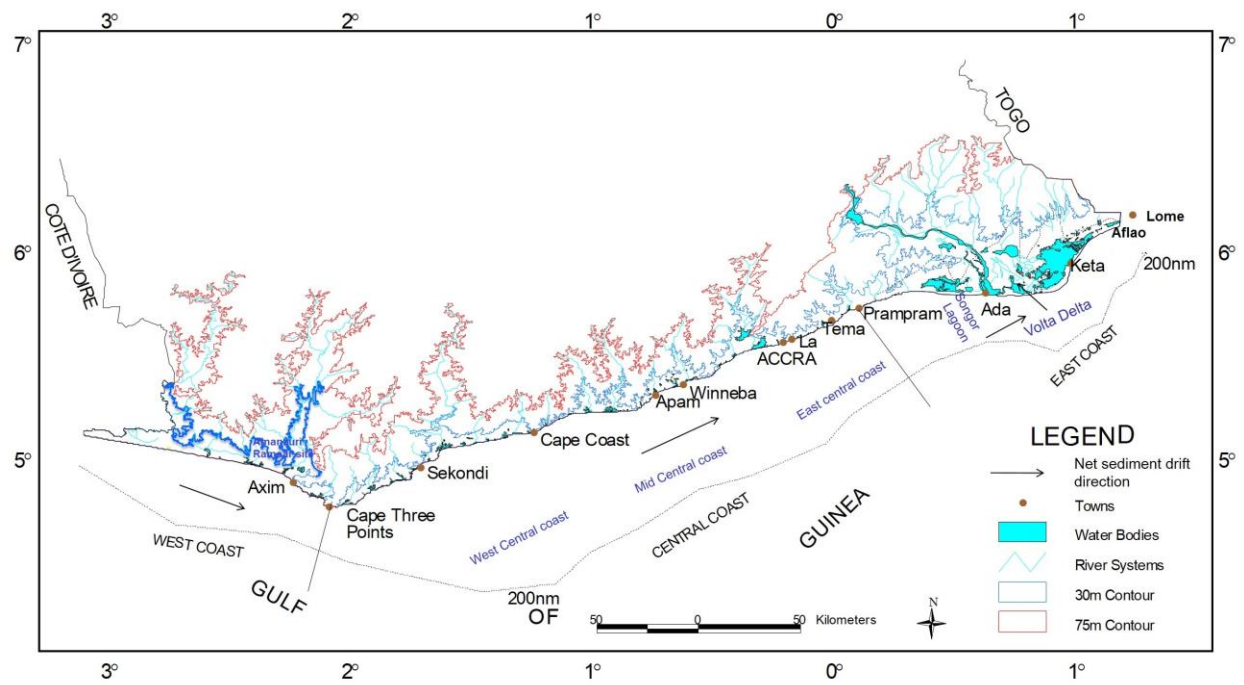 3° 2° 1° 0° 1°
7° 7°
TOGO
COTE D'IVOIRE
Lome
Aflao
6° 6°
Keta
200nm
Ada
Songor
Lagoon
Volta Delta
Prampram
Tema
La
ACCRA
EAST COAST
East central coast
Winneba
Apam
Cape Coast
Mid Central coast
5° 5°
Amansuri
Ramsar site
Sekondi
Axim
Cape Three
Points
West Central coast
CENTRAL COAST
WEST COAST
GULF
OF
GUINEA
200nm
LEGEND
Net sediment drift
direction
Towns
Water Bodies
River Systems
30m Contour
75m Contour
50 0 50 Kilometers
N
3° 2° 1° 0° 1°